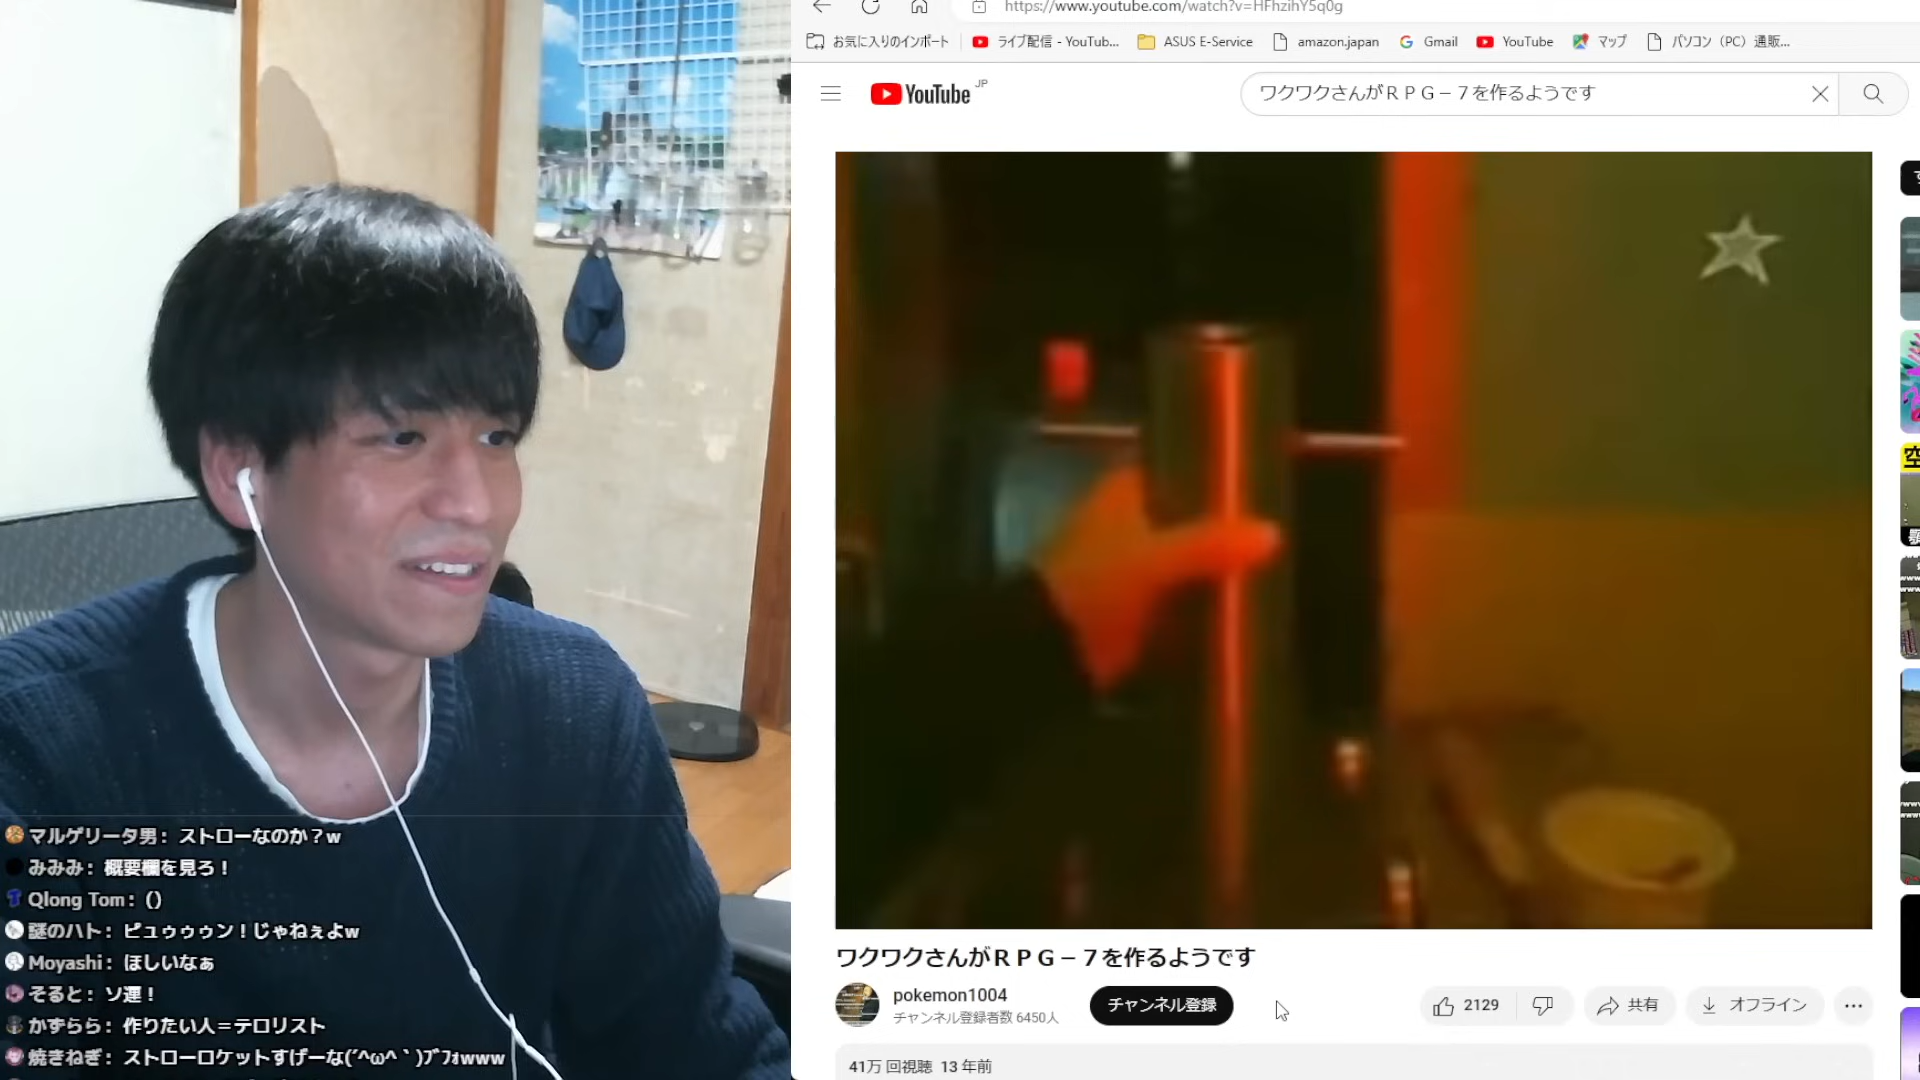 https://www.youtube.com/watch?v=HFhzihY5q0g
お気に入りのインポート
ライブ配信 - YouTub...
ASUS E-Service
amazon.japan
Gmail
YouTube
マップ
パソコン（PC）通販...
YouTube JP
ワクワクさんがＲＰＧ－７を作るようです
空
ワクワクさんがＲＰＧ－７を作るようです
pokemon1004
チャンネル登録者数 6450人
チャンネル登録
2129
共有
オフライン
41万 回視聴 13 年前
マルゲリータ男: ストローなのか？w
みみみ: 概要欄を見ろ！
Qlong Tom: ()
謎のハト: ピュゥゥゥン！じゃねぇよw
Moyashi: ほしいなぁ
そると: ソ連！
かずらら: 作りたい人＝テロリスト
焼きねぎ: ストローロケットすげーな(´^ω^｀)ﾌﾞﾌｫwww